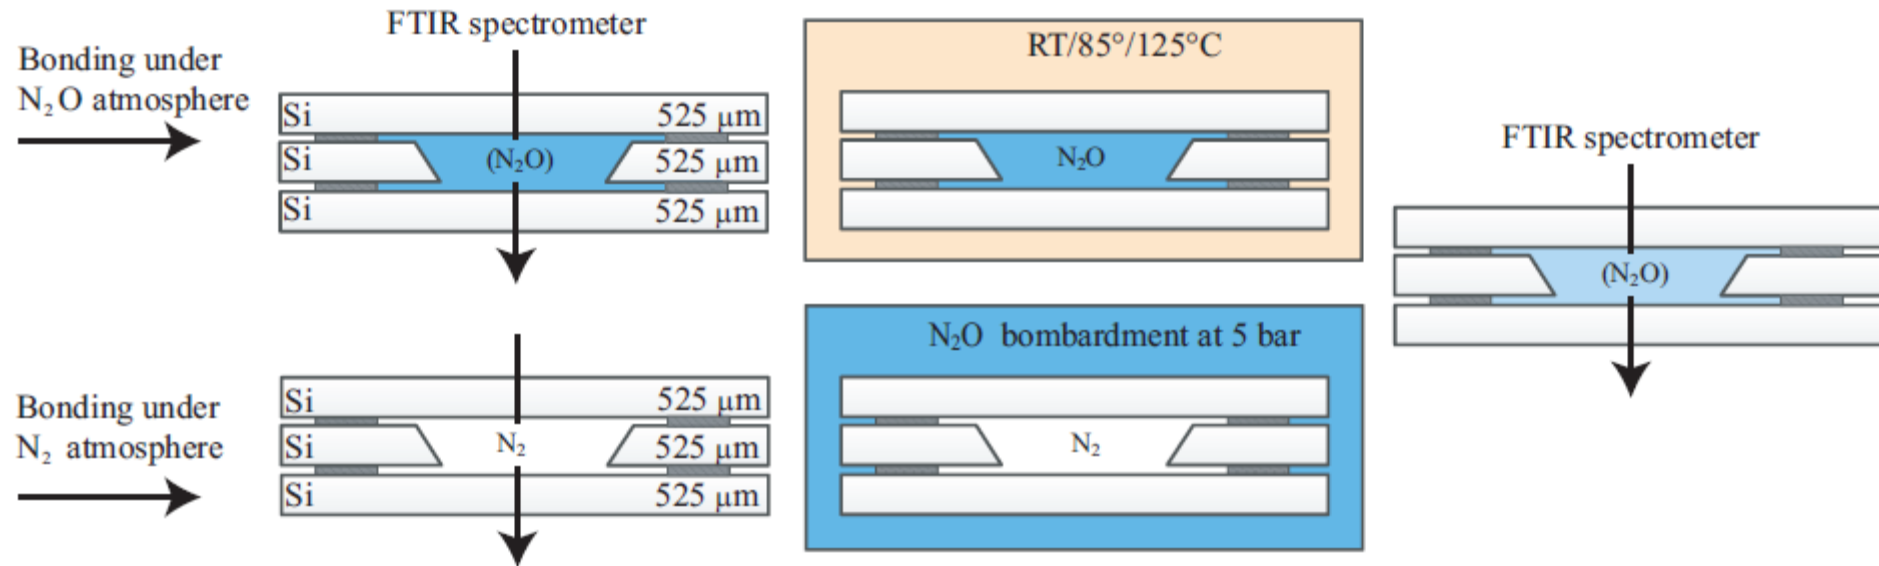 FTIR spectrometer
Bonding under
N₂O atmosphere
Si 525 μm
Si (N₂O) 525 μm
Si 525 μm
RT/85°/125°C
N₂O
FTIR spectrometer
(N₂O)
Bonding under
N₂ atmosphere
Si 525 μm
Si N₂ 525 μm
Si 525 μm
N₂O bombardment at 5 bar
N₂